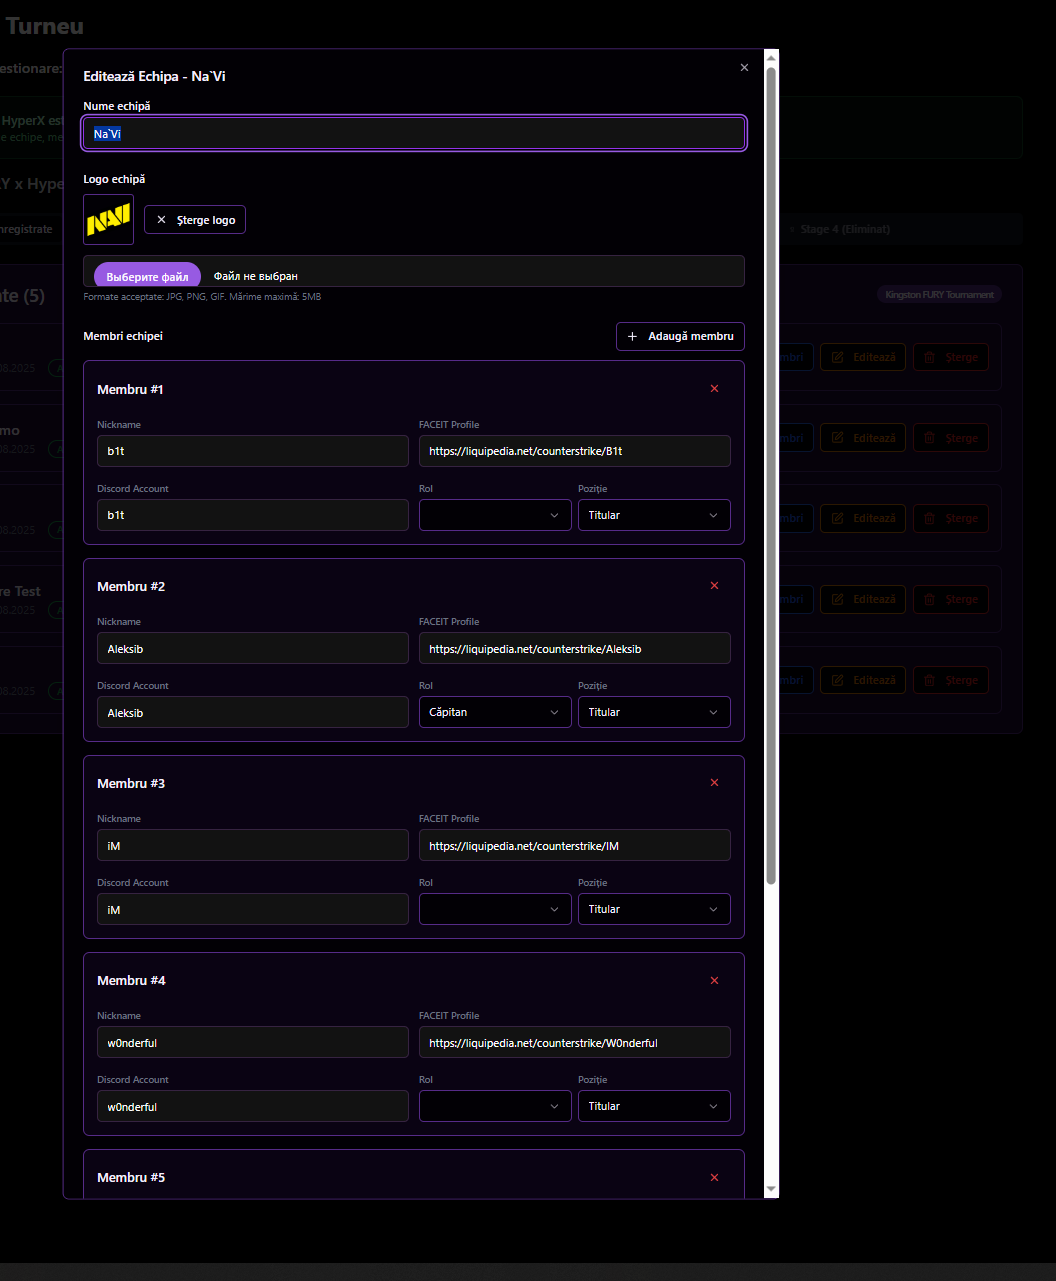 Turneu
estionare:
HyperX est
e echipe, me
LY x Hype
nregistrate
Stage 4 (Eliminat)
te (5)
Kingston FURY Tournament
08.2025
mbri
Editează
Șterge
mo
08.2025
mbri
Editează
Șterge
08.2025
mbri
Editează
Șterge
re Test
08.2025
mbri
Editează
Șterge
08.2025
mbri
Editează
Șterge
Editează Echipa - Na`Vi
Nume echipă
Na`Vi
Logo echipă
NAVI
Șterge logo
Выберите файл Файл не выбран
Formate acceptate: JPG, PNG, GIF. Mărime maximă: 5MB
Membri echipei
Adaugă membru
Membru #1
Nickname FACEIT Profile
b1t https://liquipedia.net/counterstrike/B1t
Discord Account Rol Poziție
b1t Titular
Membru #2
Nickname FACEIT Profile
Aleksib https://liquipedia.net/counterstrike/Aleksib
Discord Account Rol Poziție
Aleksib Căpitan Titular
Membru #3
Nickname FACEIT Profile
iM https://liquipedia.net/counterstrike/IM
Discord Account Rol Poziție
iM Titular
Membru #4
Nickname FACEIT Profile
w0nderful https://liquipedia.net/counterstrike/W0nderful
Discord Account Rol Poziție
w0nderful Titular
Membru #5